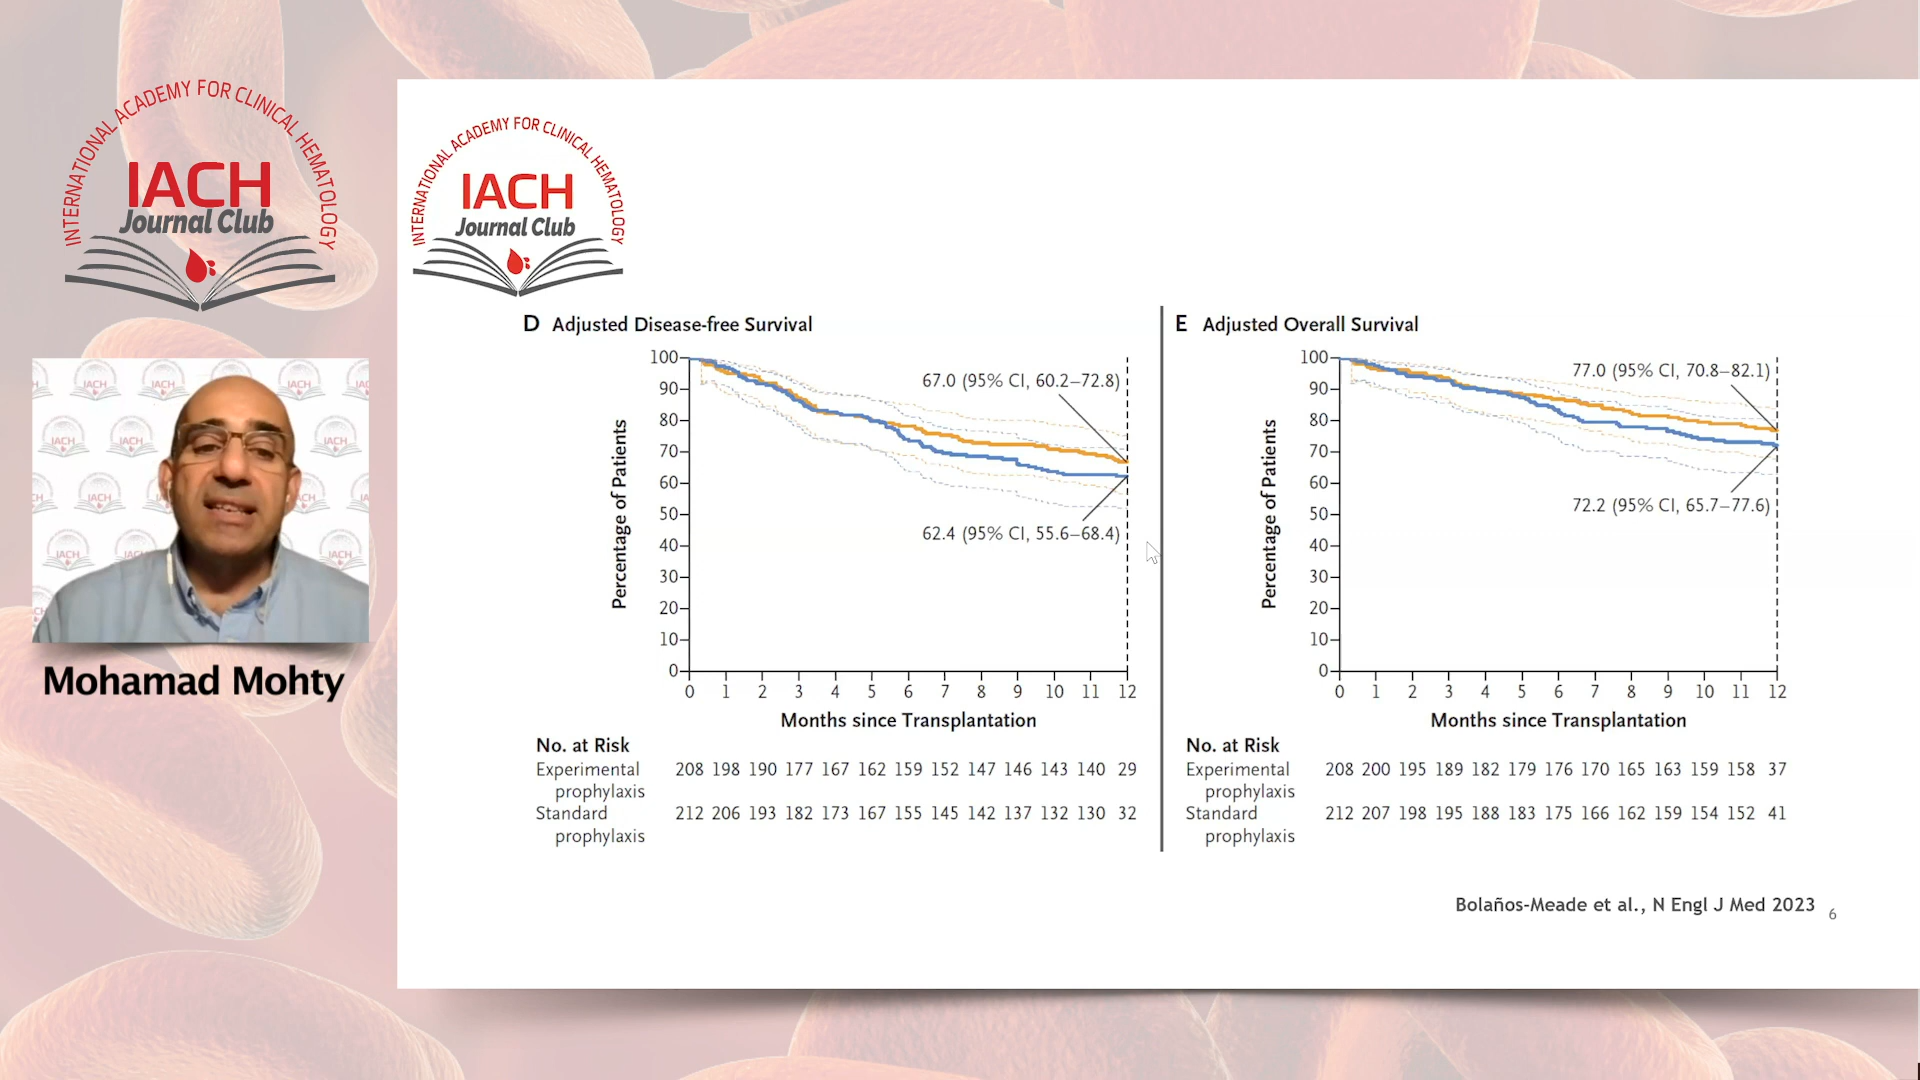 INTERNATIONAL ACADEMY FOR CLINICAL HEMATOLOGY
IACH
Journal Club
Mohamad Mohty
INTERNATIONAL ACADEMY FOR CLINICAL HEMATOLOGY
IACH
Journal Club
D Adjusted Disease-free Survival
Percentage of Patients
100
90
80
70
60
50
40
30
20
10
0
67.0 (95% CI, 60.2–72.8)
62.4 (95% CI, 55.6–68.4)
0 1 2 3 4 5 6 7 8 9 10 11 12
Months since Transplantation
No. at Risk
Experimental 208 198 190 177 167 162 159 152 147 146 143 140 29
prophylaxis
Standard 212 206 193 182 173 167 155 145 142 137 132 130 32
prophylaxis
E Adjusted Overall Survival
Percentage of Patients
100
90
80
70
60
50
40
30
20
10
0
77.0 (95% CI, 70.8–82.1)
72.2 (95% CI, 65.7–77.6)
0 1 2 3 4 5 6 7 8 9 10 11 12
Months since Transplantation
No. at Risk
Experimental 208 200 195 189 182 179 176 170 165 163 159 158 37
prophylaxis
Standard 212 207 198 195 188 183 175 166 162 159 154 152 41
prophylaxis
Bolaños-Meade et al., N Engl J Med 2023
6
IACH
IACH
IACH
IACH
IACH
IACH
IACH
IACH